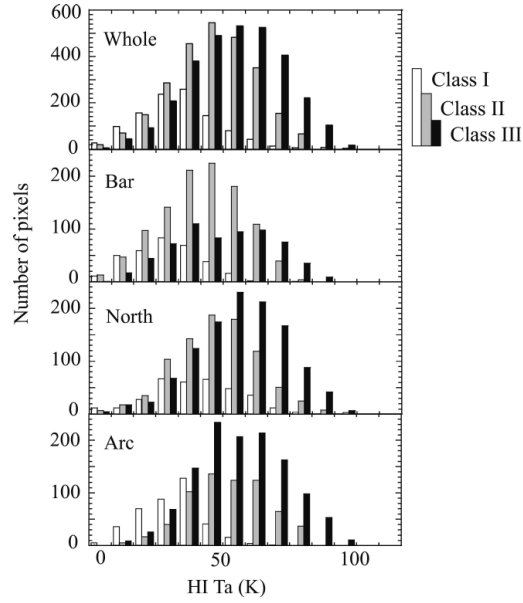 600
Whole
400
200
0
Class I
Class II
Class III
Number of pixels
200
Bar
100
0
200
North
100
0
200
Arc
100
0
0 50 100
HI Ta (K)